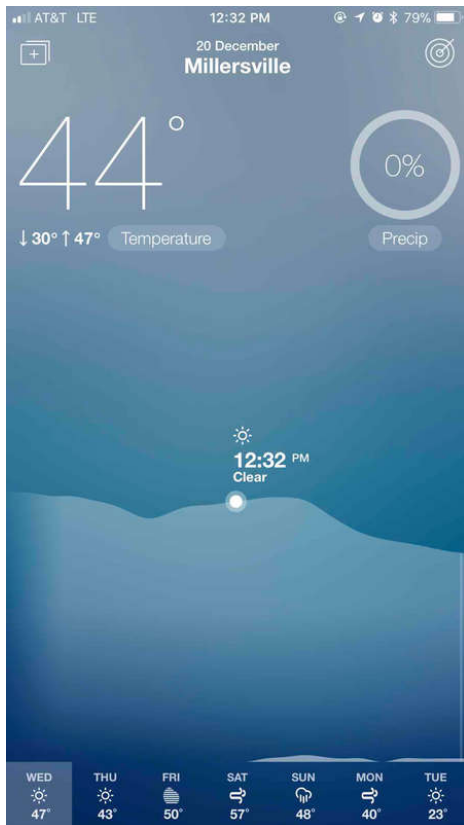 AT&T LTE 12:32 PM 79%
20 December
Millersville
44°
0%
↓30° ↑47° Temperature Precip
12:32 PM
Clear
WED THU FRI SAT SUN MON TUE
47° 43° 50° 57° 48° 40° 23°